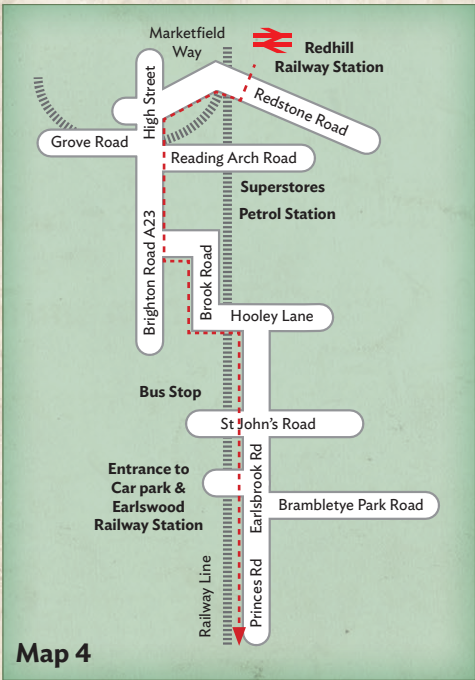 Marketfield
Way
Redhill
Railway Station
High Street
Redstone Road
Grove Road
Reading Arch Road
Superstores
Petrol Station
Brighton Road A23
Brook Road
Hooley Lane
Bus Stop
St John's Road
Entrance to
Car park &
Earlswood
Railway Station
Earlsbrook Rd
Brambletye Park Road
Railway Line
Princes Rd
Map 4